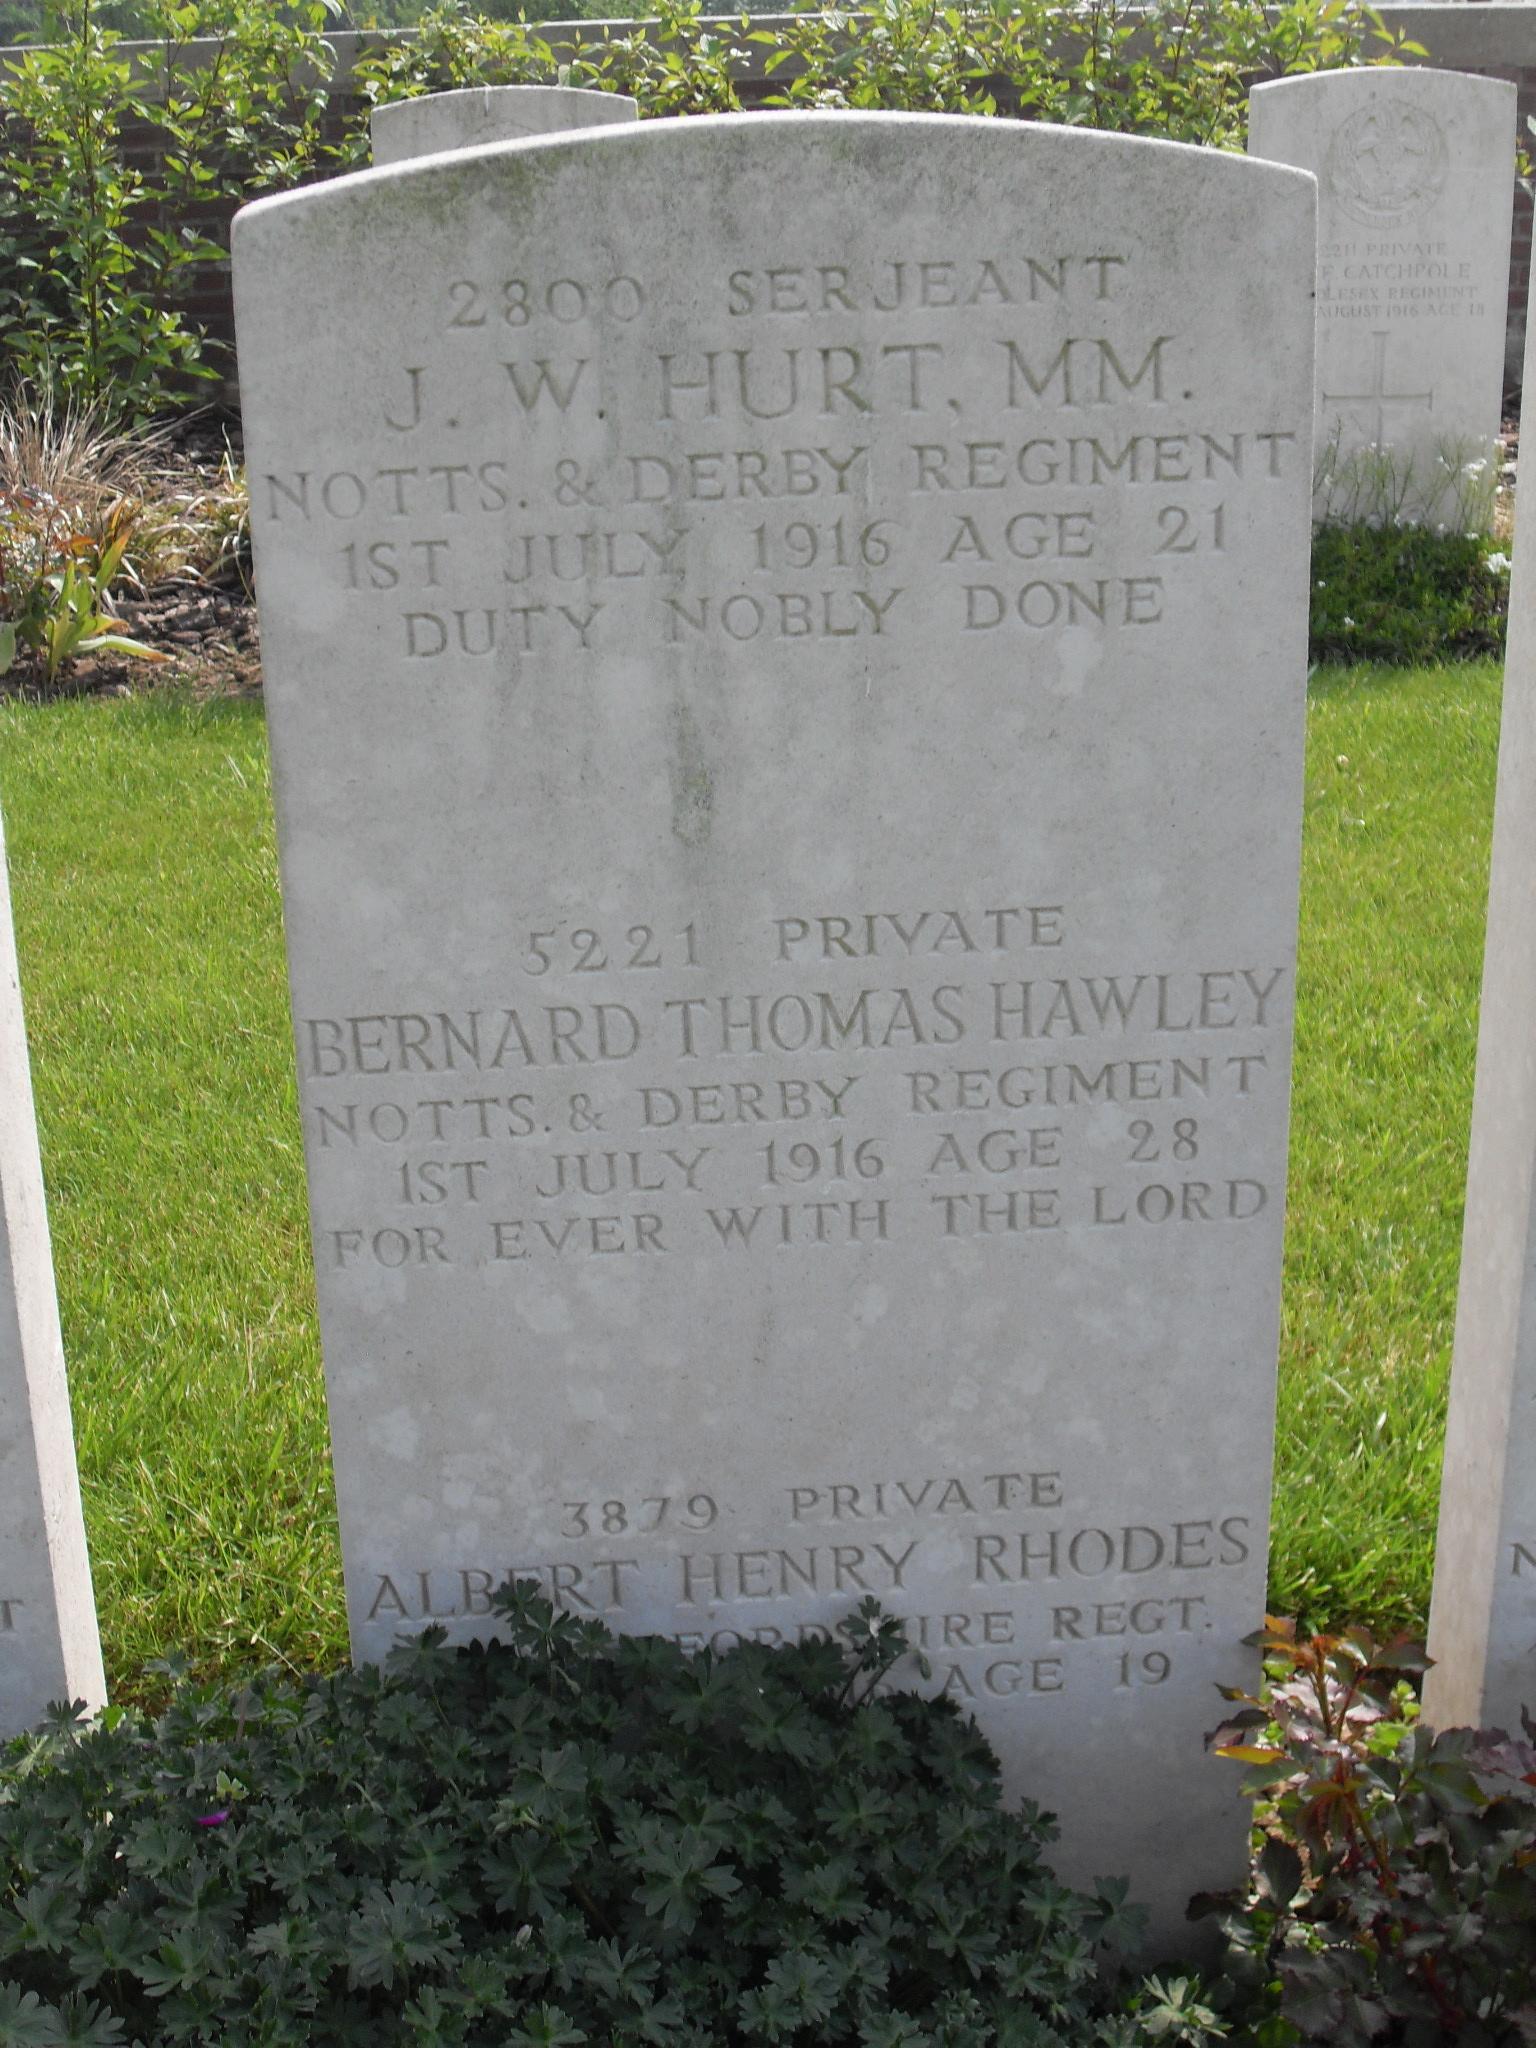 2800 SERJEANT
J. W. HURT, MM.
NOTTS. & DERBY REGIMENT
1ST JULY 1916 AGE 21
DUTY NOBLY DONE
5221 PRIVATE
BERNARD THOMAS HAWLEY
NOTTS. & DERBY REGIMENT
1ST JULY 1916 AGE 28
FOR EVER WITH THE LORD
3879 PRIVATE
ALBERT HENRY RHODES
REGT.
AGE 19
PRIVATE
CATCHPOLE
REGIMENT
AUGUST 1916 AGE 18